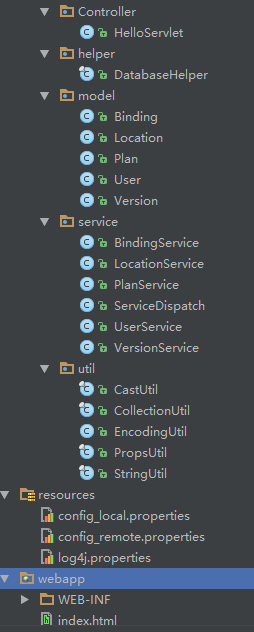 Controller
HelloServlet
helper
DatabaseHelper
model
Binding
Location
Plan
User
Version
service
BindingService
LocationService
PlanService
ServiceDispatch
UserService
VersionService
util
CastUtil
CollectionUtil
EncodingUtil
PropsUtil
StringUtil
resources
config_local.properties
config_remote.properties
log4j.properties
webapp
WEB-INF
index.html